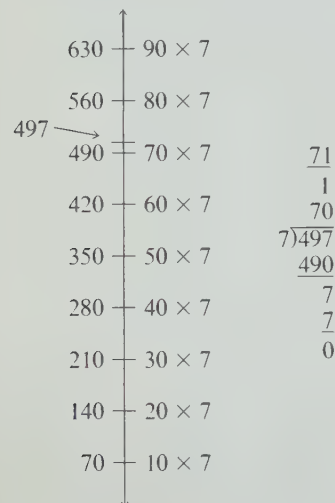 630 90 × 7
560 80 × 7
497
490 70 × 7
420 60 × 7
350 50 × 7
280 40 × 7
210 30 × 7
140 20 × 7
70 10 × 7
71
1
70
7)497
490
7
7
0